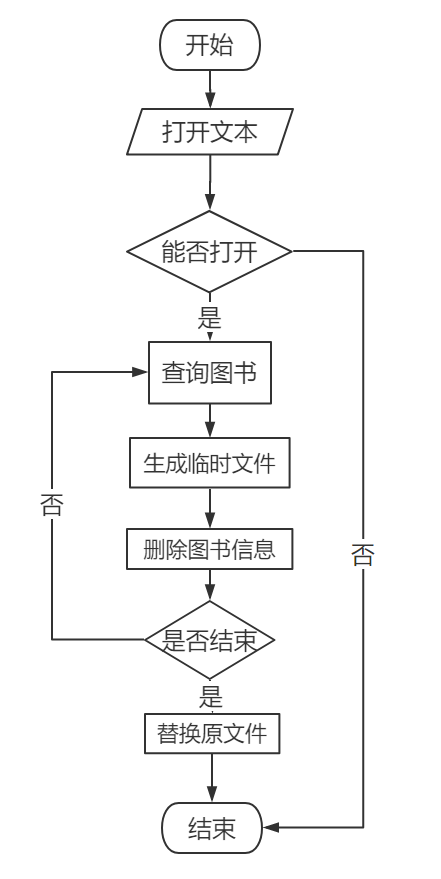 开始
打开文本
能否打开
是
查询图书
生成临时文件
否
删除图书信息
否
是否结束
是
替换原文件
结束